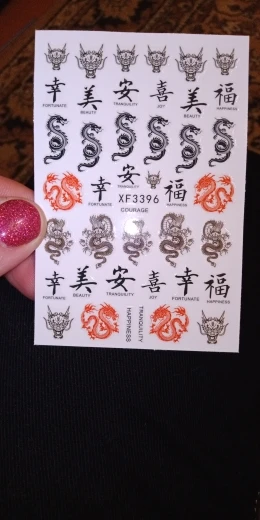 幸 美 安 喜 美 福
FORTUNATE BEAUTY TRANQUILITY JOY BEAUTY HAPPINESS
幸 安 福
FORTUNATE TRANQUILITY HAPPINESS
XF3396
COURAGE
幸 美 安 喜 幸 福
FORTUNATE BEAUTY TRANQUILITY JOY FORTUNATE HAPPINESS
HAPPINESS
TRANQUILITY